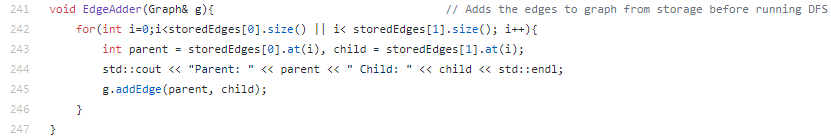 241 void EdgeAdder(Graph& g){ // Adds the edges to graph from storage before running DFS
242 for(int i=0;i<storedEdges[0].size() || i< storedEdges[1].size(); i++){
243 int parent = storedEdges[0].at(i), child = storedEdges[1].at(i);
244 std::cout << "Parent: " << parent << " Child: " << child << std::endl;
245 g.addEdge(parent, child);
246 }
247 }